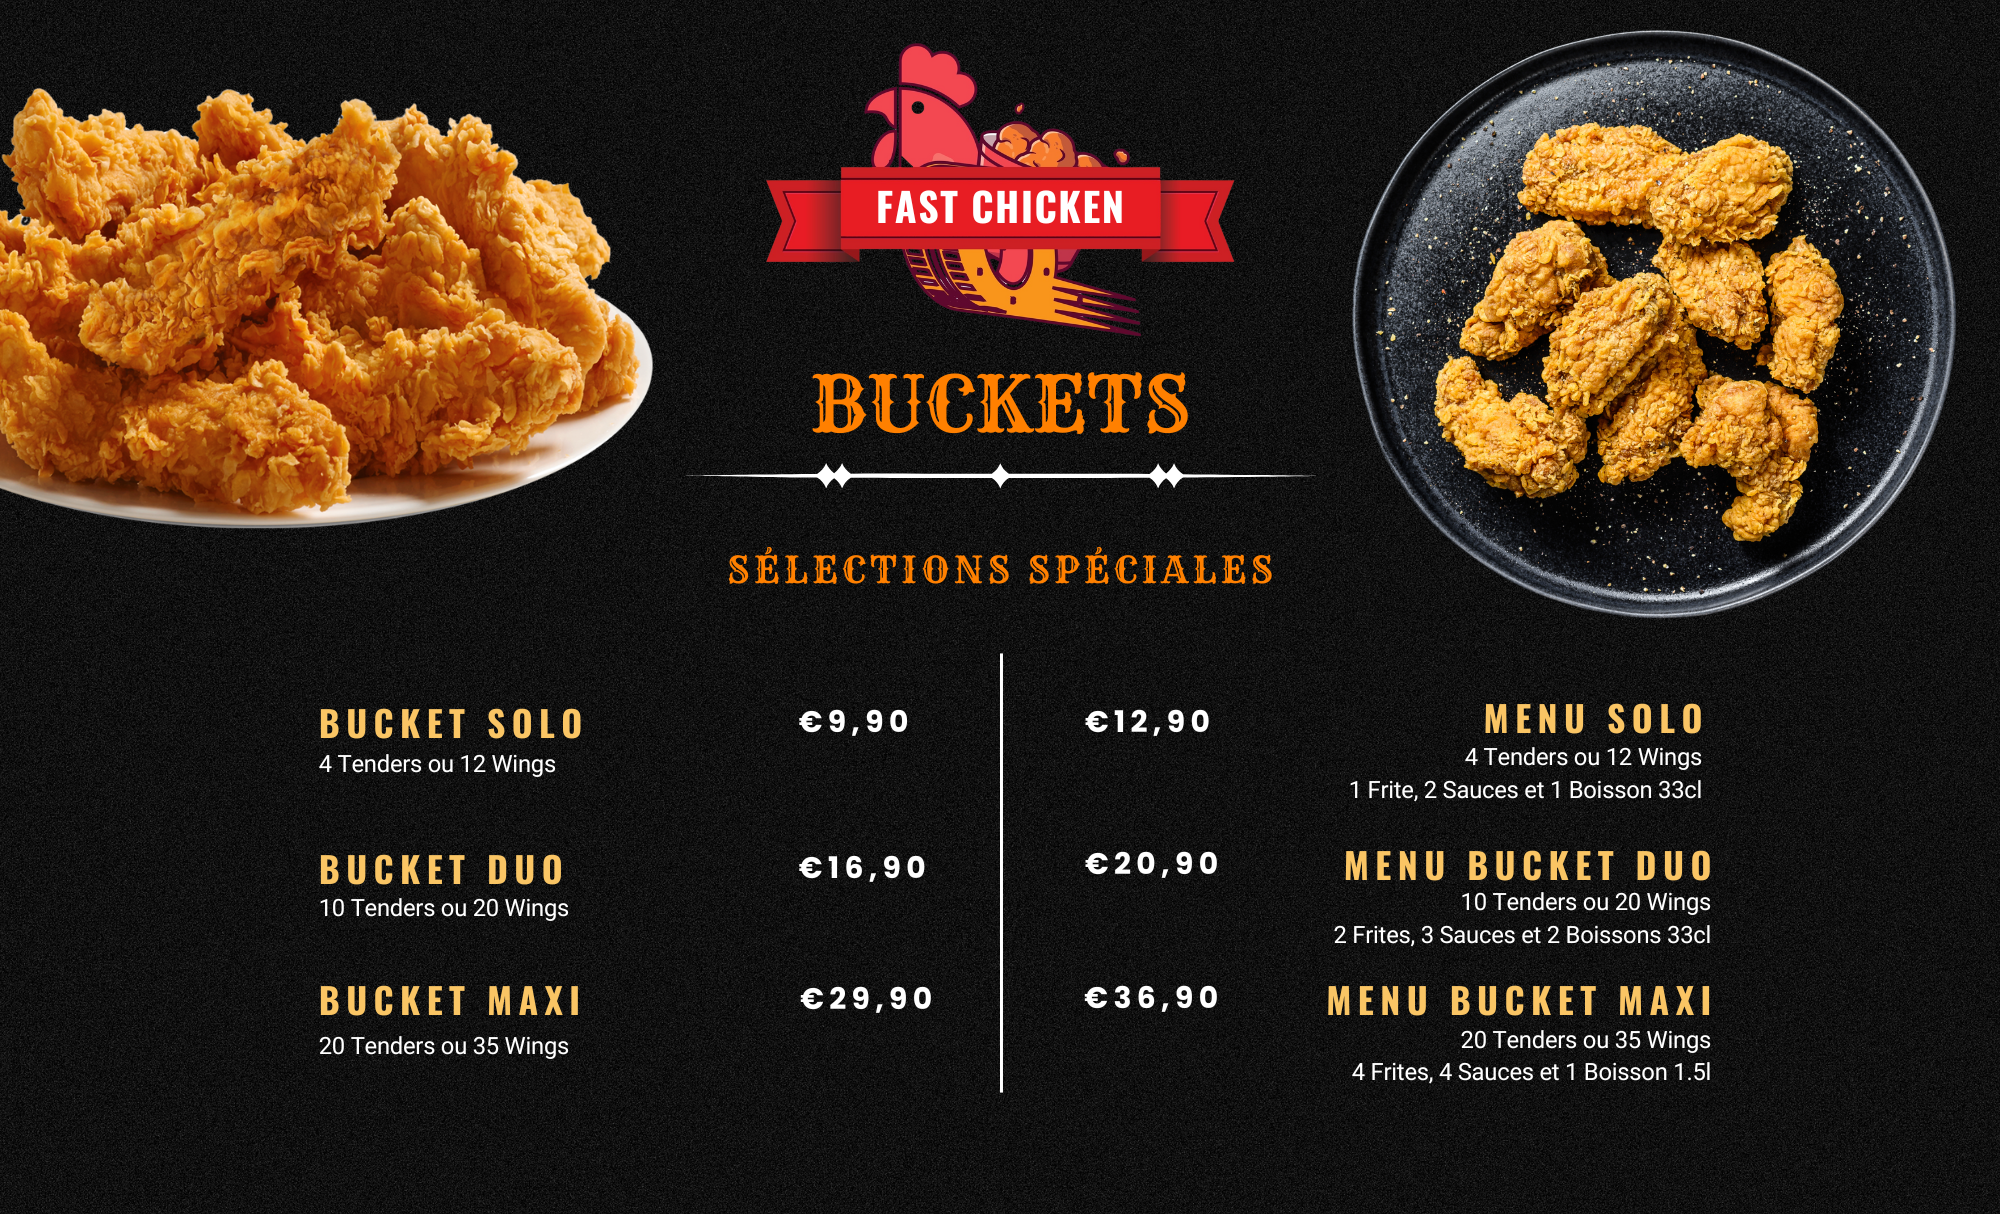 FAST CHICKEN
BUCKETS
SÉLECTIONS SPÉCIALES
BUCKET SOLO
€9,90
4 Tenders ou 12 Wings
BUCKET DUO
€16,90
10 Tenders ou 20 Wings
BUCKET MAXI
€29,90
20 Tenders ou 35 Wings
€12,90
MENU SOLO
4 Tenders ou 12 Wings
1 Frite, 2 Sauces et 1 Boisson 33cl
€20,90
MENU BUCKET DUO
10 Tenders ou 20 Wings
2 Frites, 3 Sauces et 2 Boissons 33cl
€36,90
MENU BUCKET MAXI
20 Tenders ou 35 Wings
4 Frites, 4 Sauces et 1 Boisson 1.5l